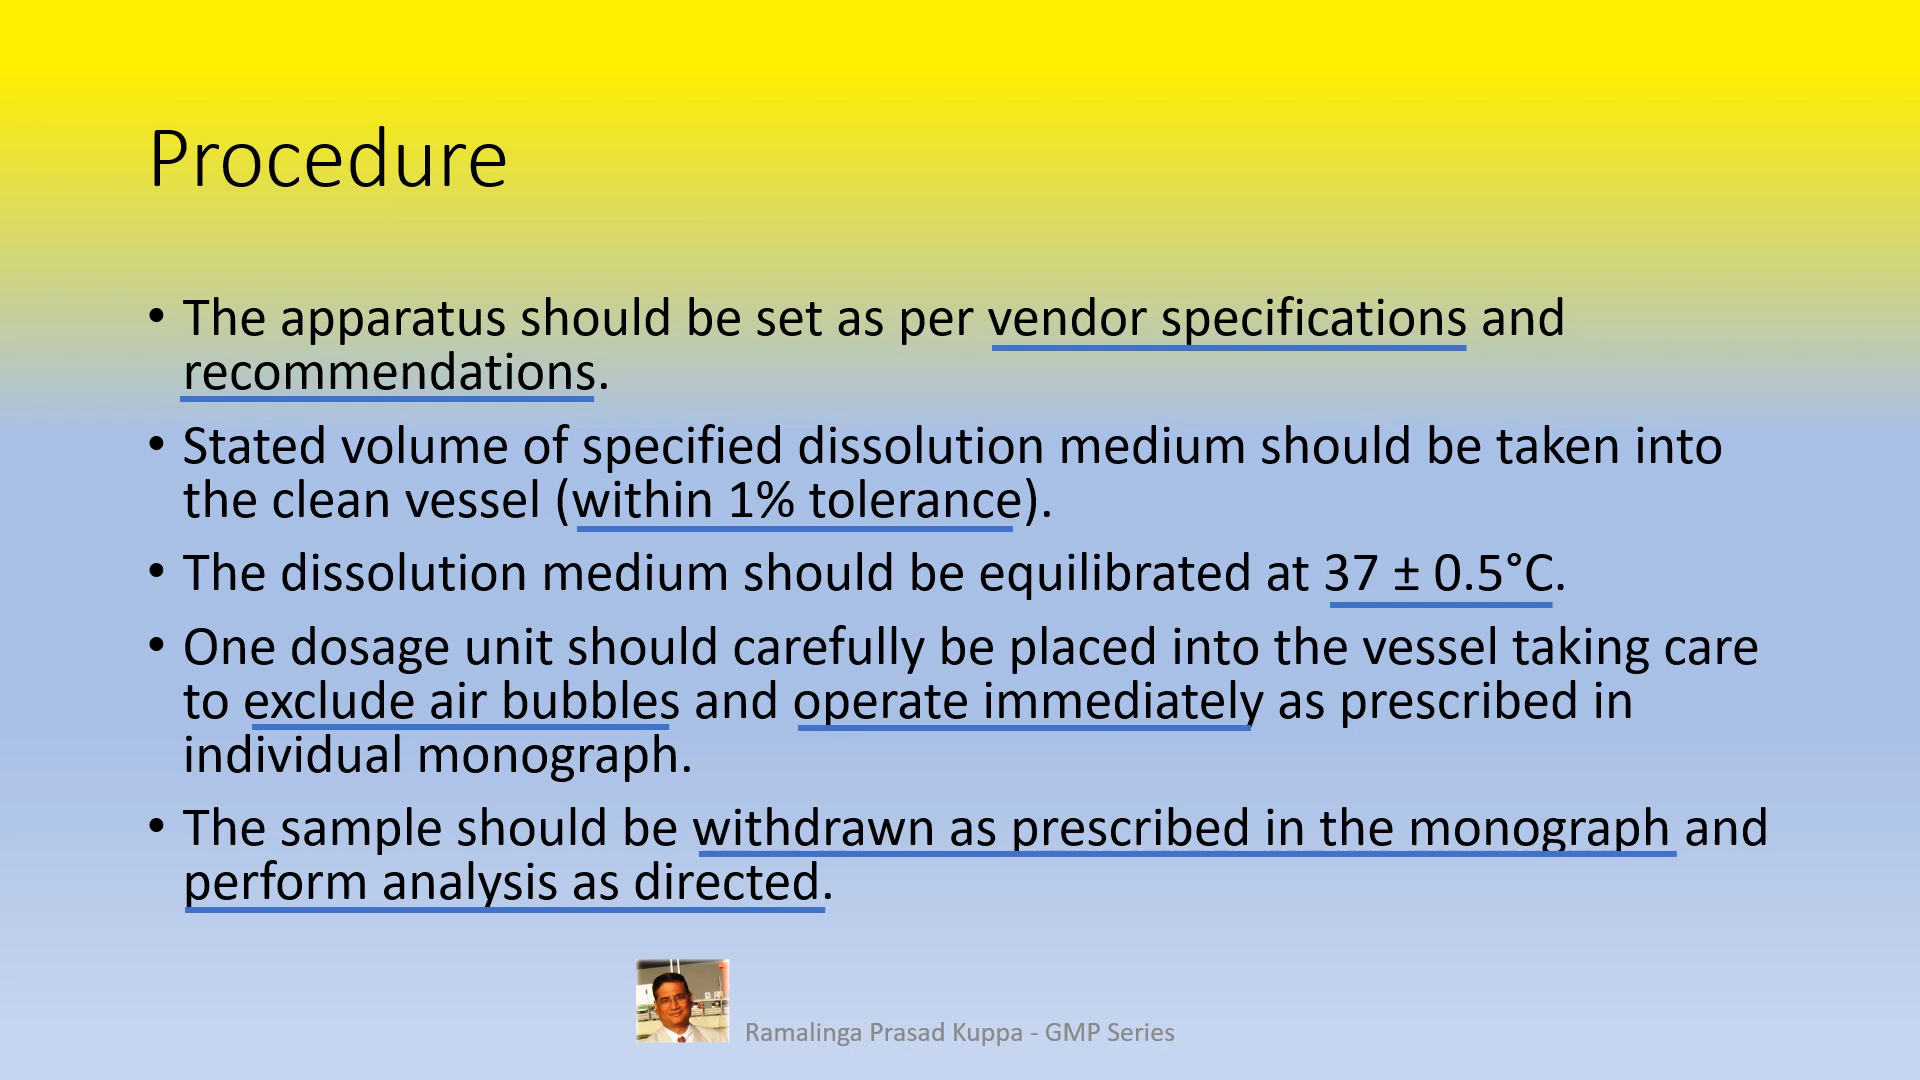 Procedure
• The apparatus should be set as per vendor specifications and
recommendations.
• Stated volume of specified dissolution medium should be taken into
the clean vessel (within 1% tolerance).
• The dissolution medium should be equilibrated at 37 ± 0.5°C.
• One dosage unit should carefully be placed into the vessel taking care
to exclude air bubbles and operate immediately as prescribed in
individual monograph.
• The sample should be withdrawn as prescribed in the monograph and
perform analysis as directed.
Ramalinga Prasad Kuppa - GMP Series